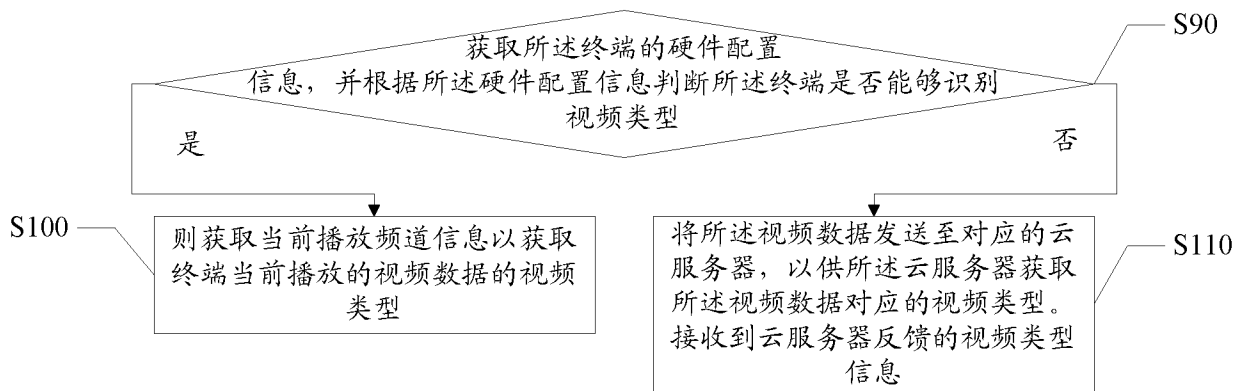 获取所述终端的硬件配置
信息，并根据所述硬件配置信息判断所述终端是否能够识别
视频类型
S90
是
否
S100
则获取当前播放频道信息以获取
终端当前播放的视频数据的视频
类型
将所述视频数据发送至对应的云
服务器，以供所述云服务器获取
所述视频数据对应的视频类型。
接收到云服务器反馈的视频类型
信息
S110